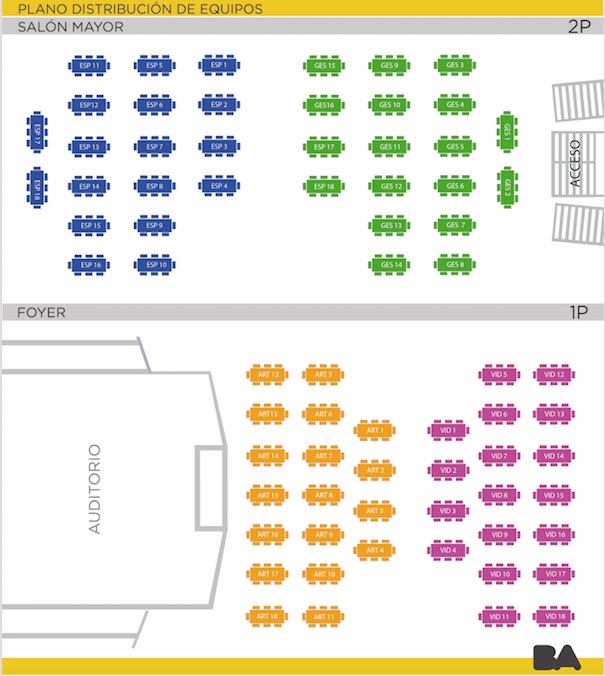 PLANO DISTRIBUCIÓN DE EQUIPOS
SALÓN MAYOR 2P
ESP 11 ESP 5 ESP 1 GES 15 GES 9 GES 3
ESP12 ESP 6 ESP 2 GES16 GES 10 GES 4
ESP 17 GES 1
ESP 13 ESP 7 ESP 3 ESP 17 GES 11 GES 5
ACCESO
ESP 18 ESP 14 ESP 8 ESP 4 ESP 18 GES 12 GES 6 GES 2
ESP 15 ESP 9 GES 13 GES 7
ESP 16 ESP 10 GES 14 GES 8
FOYER 1P
AUDITORIO
ART 12 ART 5 VID 5 VID 12
ART13 ART 6 VID 6 VID 13
ART 1 VID 1
ART 14 ART 7 VID 7 VID 14
ART 2 VID 2
ART 15 ART 8 VID 8 VID 15
ART 3 VID 3
ART 16 ART 9 VID 9 VID 16
ART 4 VID 4
ART 17 ART 10 VID 10 VID 17
ART 18 ART 11 VID 11 VID 18
BA